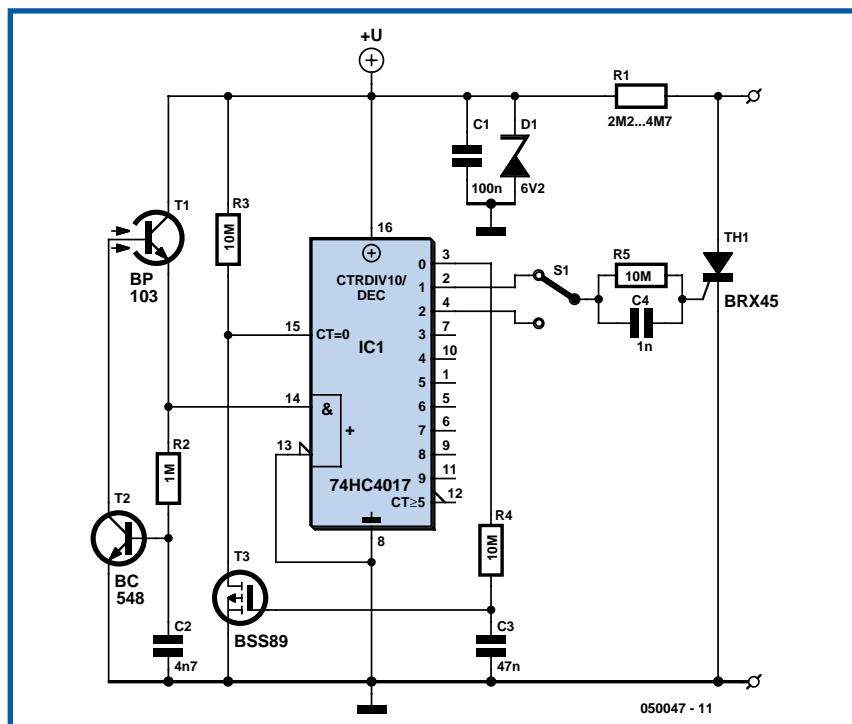 +U
R1
2M2...4M7
C1
100n
D1
6V2
T1
BP
103
R3
10M
16
CTRDIV10/
DEC
15
CT=0
IC1
14
&
+
13
74HC4017
CT≥5
8
0
1
2
3
4
5
6
7
8
9
3
2
4
7
10
1
5
6
9
11
12
S1
R5
10M
C4
1n
TH1
BRX45
R2
1M
T2
BC
548
T3
BSS89
C2
4n7
R4
10M
C3
47n
050047 - 11